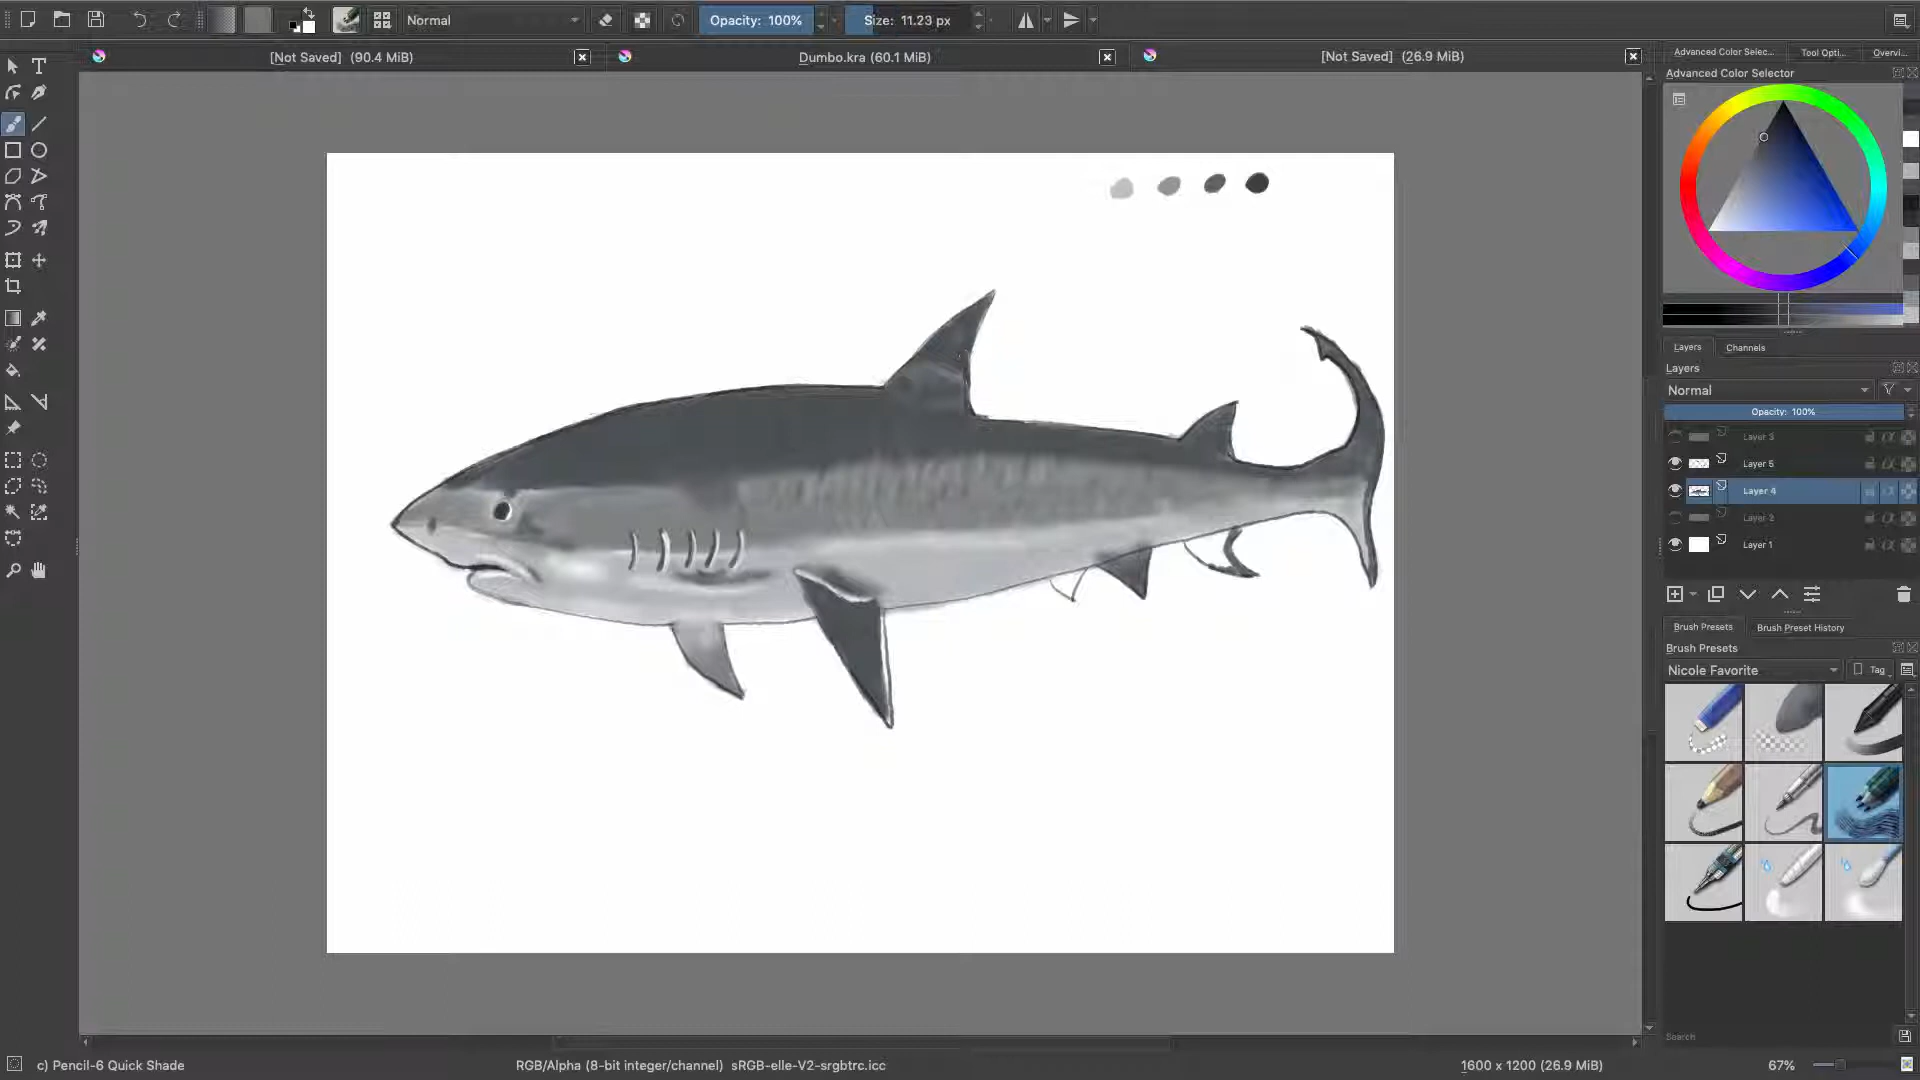 Normal
Opacity: 100%
Size: 11.23 px
[Not Saved] (90.4 MiB)
Dumbo.kra (60.1 MiB)
[Not Saved] (26.9 MiB)
Advanced Color Selec...
Tool Opti...
Overvi...
Advanced Color Selector
Layers
Channels
Layers
Normal
Opacity: 100%
Layer 3
Layer 5
Layer 4
Layer 2
Layer 1
Brush Presets
Brush Preset History
Brush Presets
Nicole Favorite
Tag
Search
c) Pencil-6 Quick Shade
RGB/Alpha (8-bit integer/channel) sRGB-elle-V2-srgbtrc.icc
1600 x 1200 (26.9 MiB)
67%